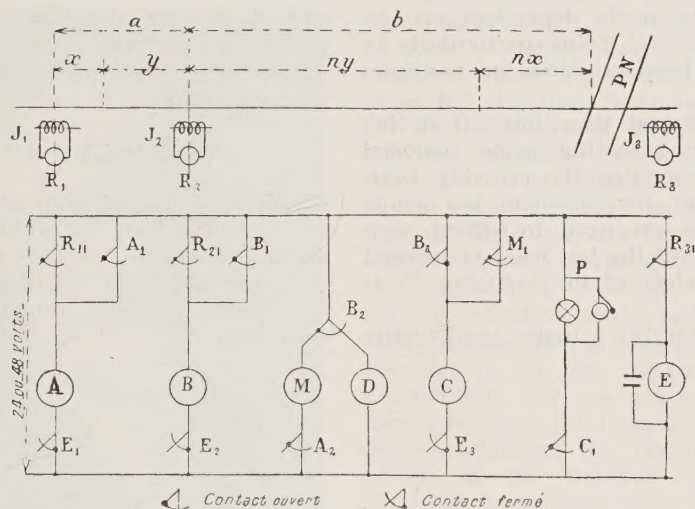 a b
x y ny nx
PN
J₁ J₂ J₃
R₁ R₂ R₃
R₁₁ A₁ R₂₁ B₁ B₃ M₁ R₃₁
P
B₂
A B M D C E
24 ou 48 volts
E₁ E₂ A₂ E₃ C₁
Contact ouvert Contact fermé